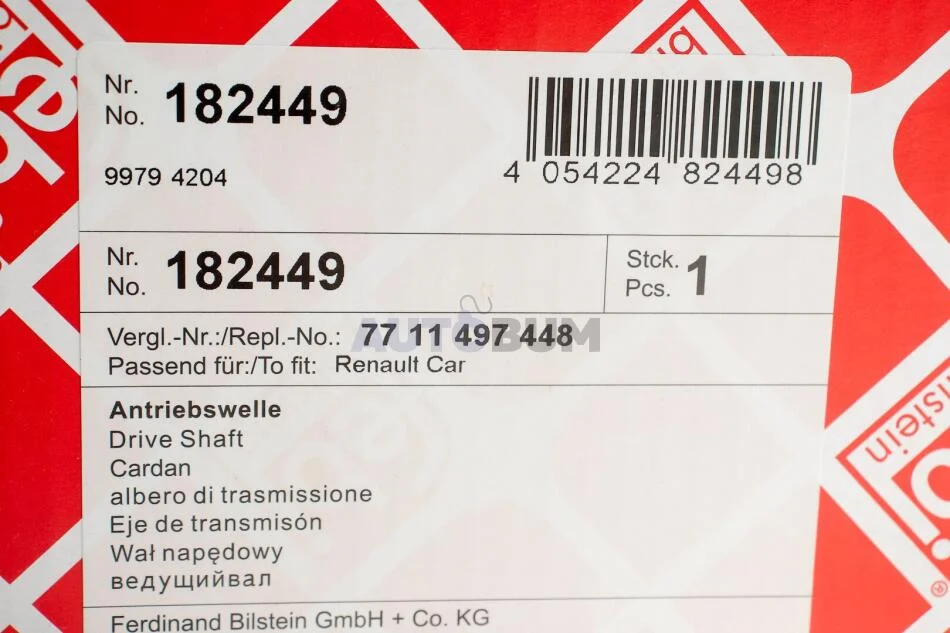 Nr.
No. 182449
9979 4204
4 054224 824498
Nr.
No. 182449
Stck.
Pcs. 1
Vergl.-Nr.:/Repl.-No.: 77 11 497 448
AUTOBUM
Passend für:/To fit: Renault Car
Antriebswelle
Drive Shaft
Cardan
albero di trasmissione
Eje de transmisón
Wał napędowy
ведущийвал
Ferdinand Bilstein GmbH + Co. KG